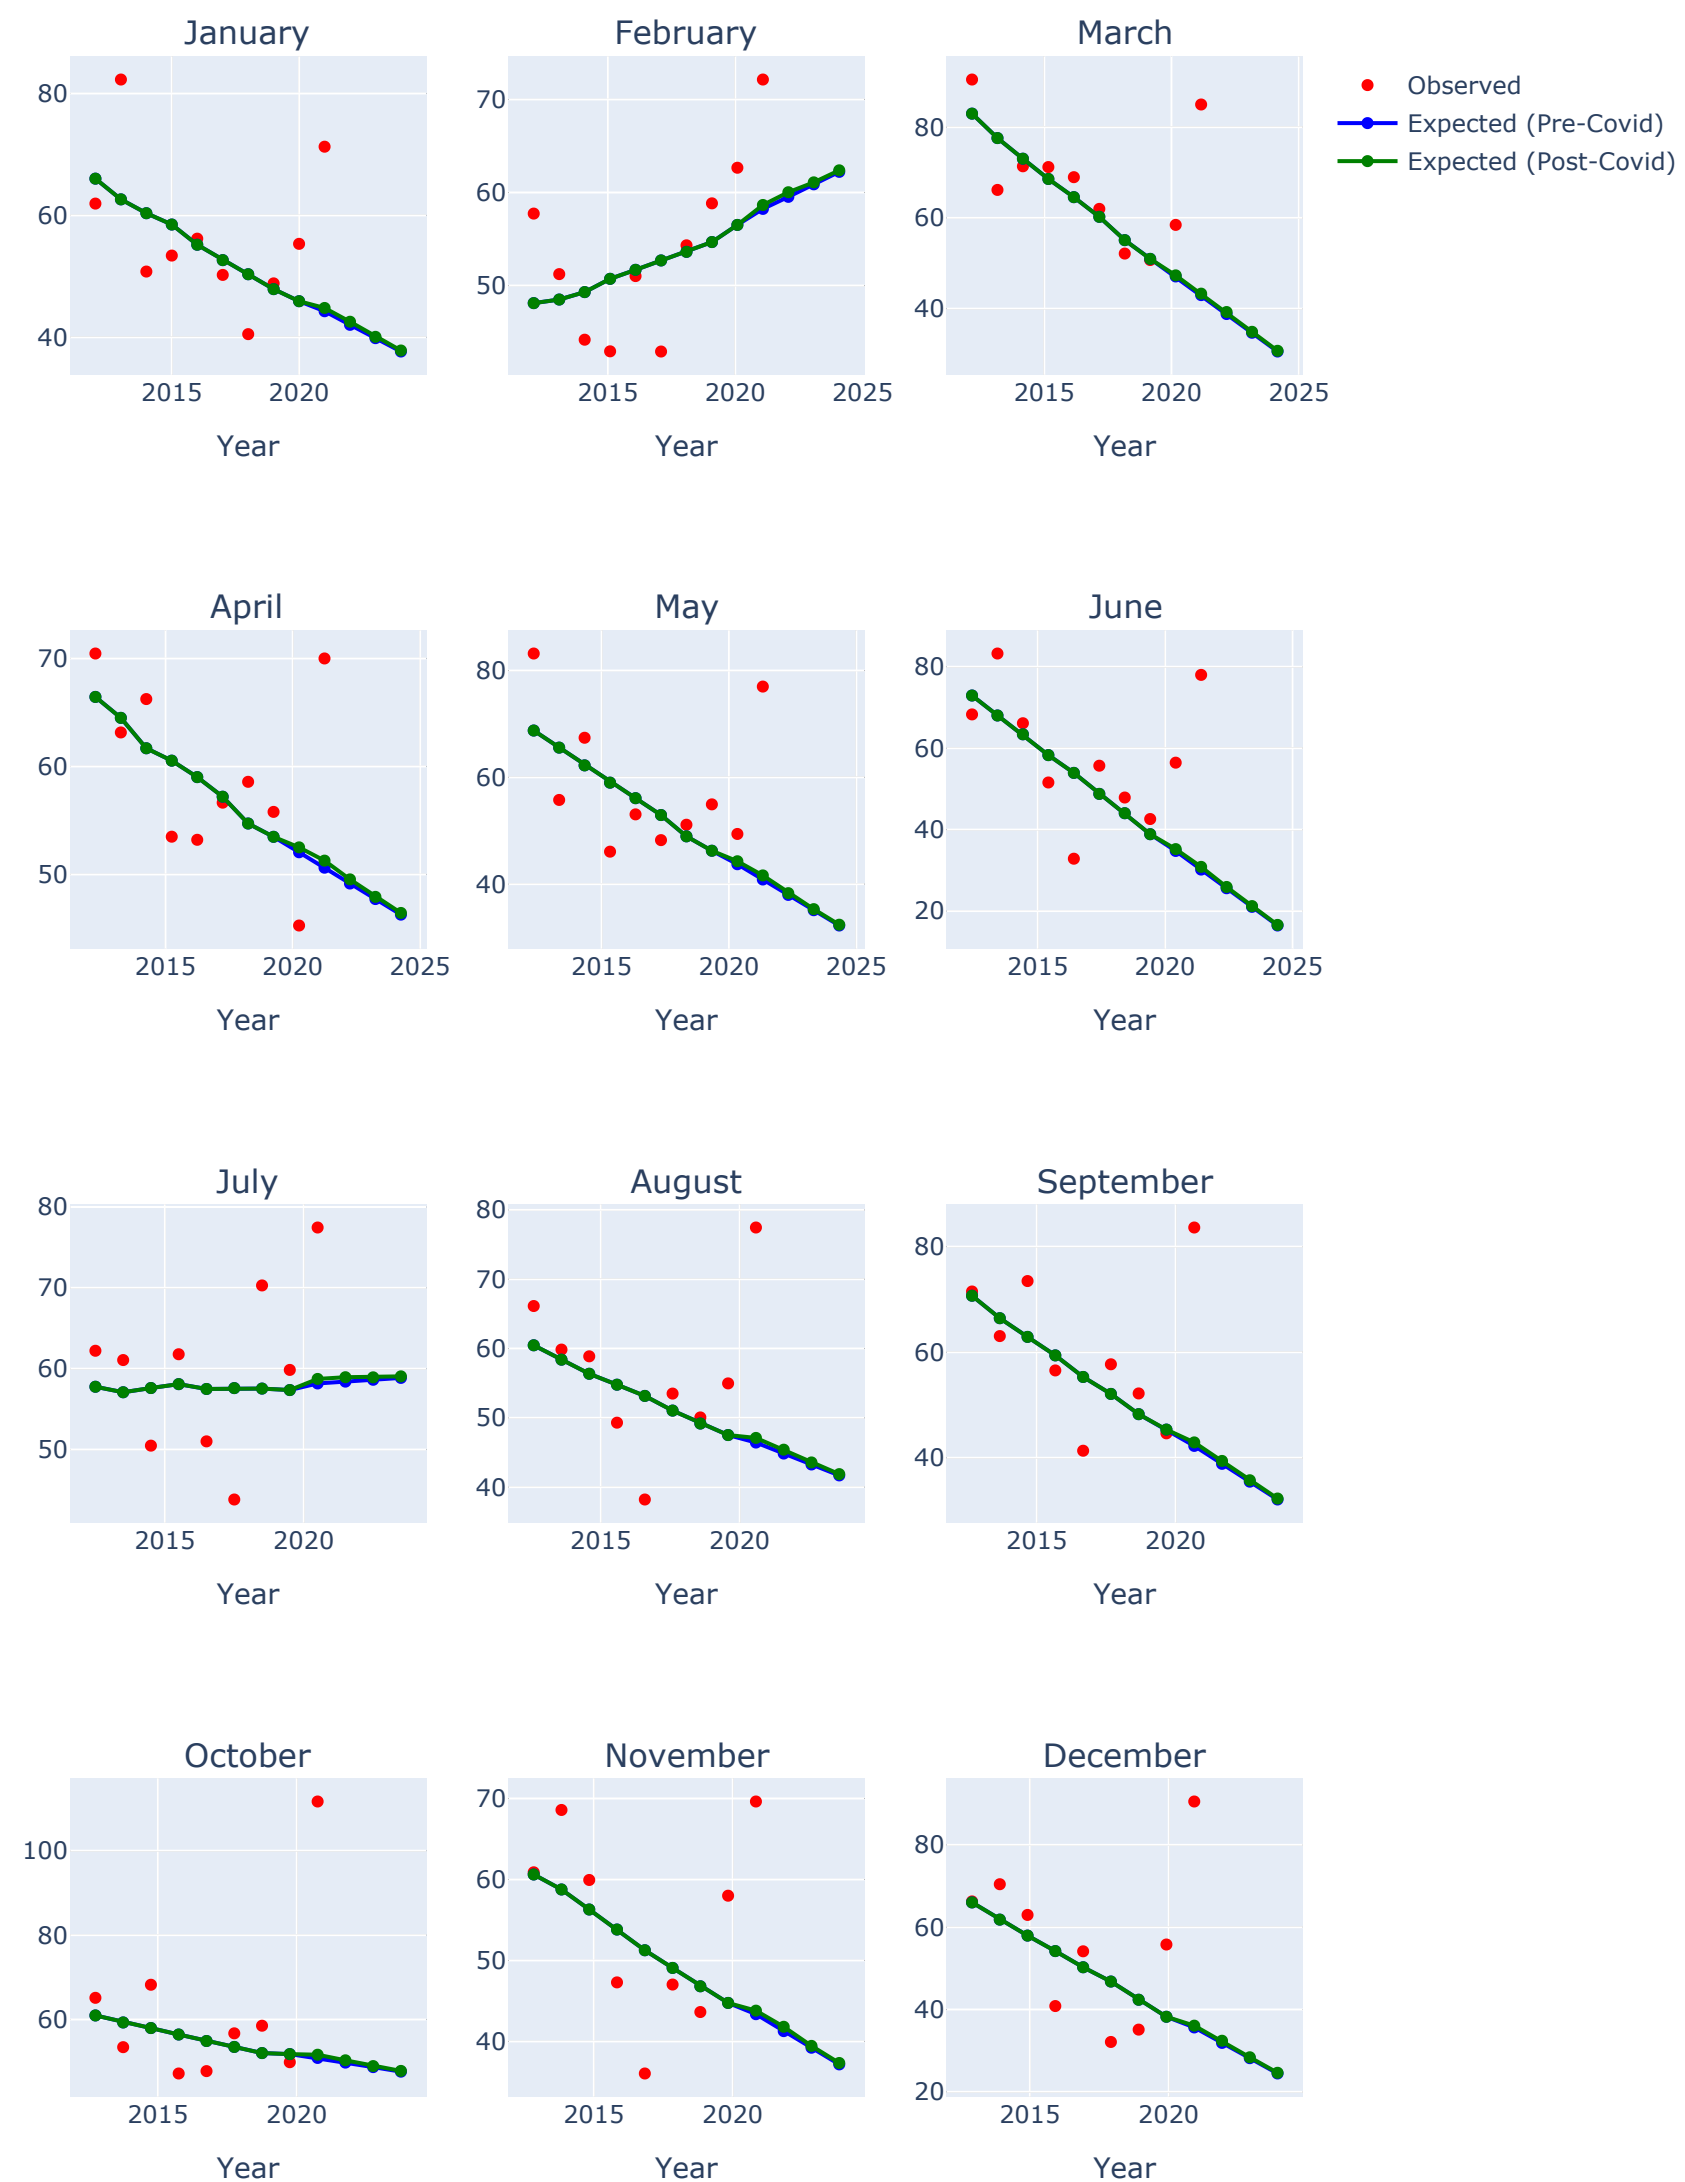 January
February
March
80
60
40
2015
2020
Year
70
60
50
2015
2020
2025
Year
80
60
40
2015
2020
2025
Year
Observed
Expected (Pre-Covid)
Expected (Post-Covid)
April
May
June
70
60
50
2015
2020
2025
Year
80
60
40
2015
2020
2025
Year
80
60
40
20
2015
2020
2025
Year
July
August
September
80
70
60
50
2015
2020
Year
80
70
60
50
40
2015
2020
Year
80
60
40
2015
2020
Year
October
November
December
100
80
60
2015
2020
Year
70
60
50
40
2015
2020
Year
80
60
40
20
2015
2020
Year